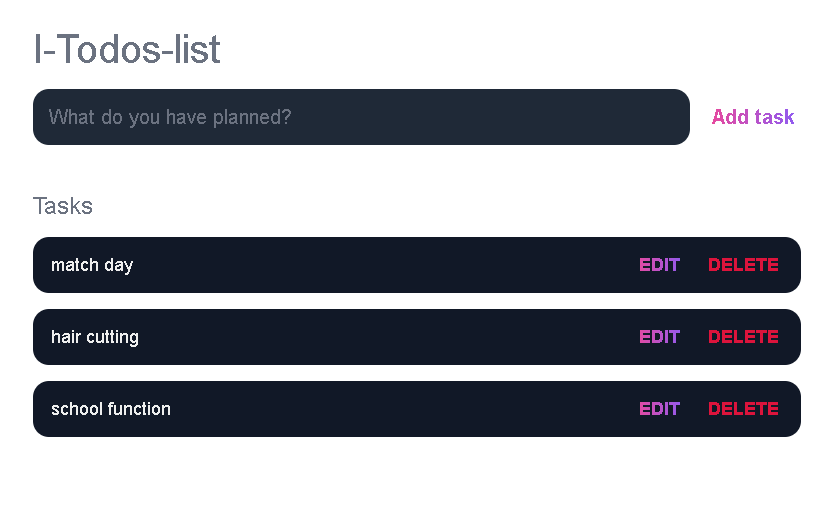 I-Todos-list
What do you have planned?
Add task
Tasks
match day EDIT DELETE
hair cutting EDIT DELETE
school function EDIT DELETE